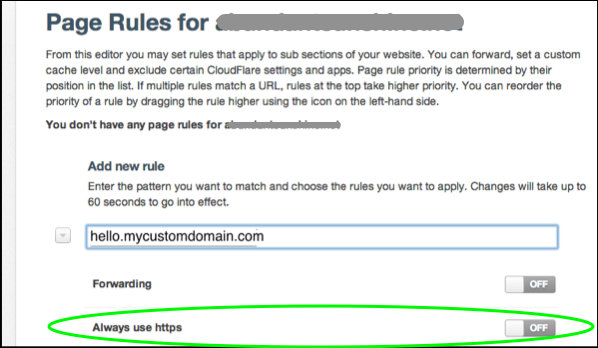 Page Rules for
From this editor you may set rules that apply to sub sections of your website. You can forward, set a custom
cache level and exclude certain CloudFlare settings and apps. Page rule priority is determined by their
position in the list. If multiple rules match a URL, rules at the top take higher priority. You can reorder the
priority of a rule by dragging the rule higher using the icon on the left-hand side.
You don't have any page rules for
Add new rule
Enter the pattern you want to match and choose the rules you want to apply. Changes will take up to
60 seconds to go into effect.
hello.mycustomdomain.com
Forwarding OFF
Always use https OFF